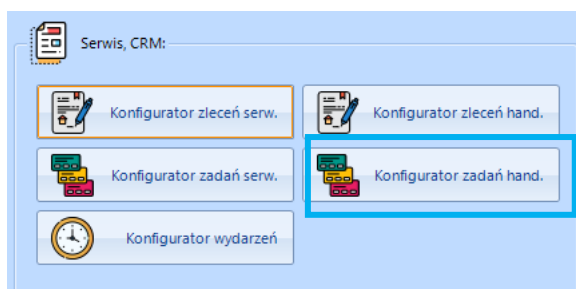 Serwis, CRM:
Konfigurator zleceń serw.
Konfigurator zleceń hand.
Konfigurator zadań serw.
Konfigurator zadań hand.
Konfigurator wydarzeń